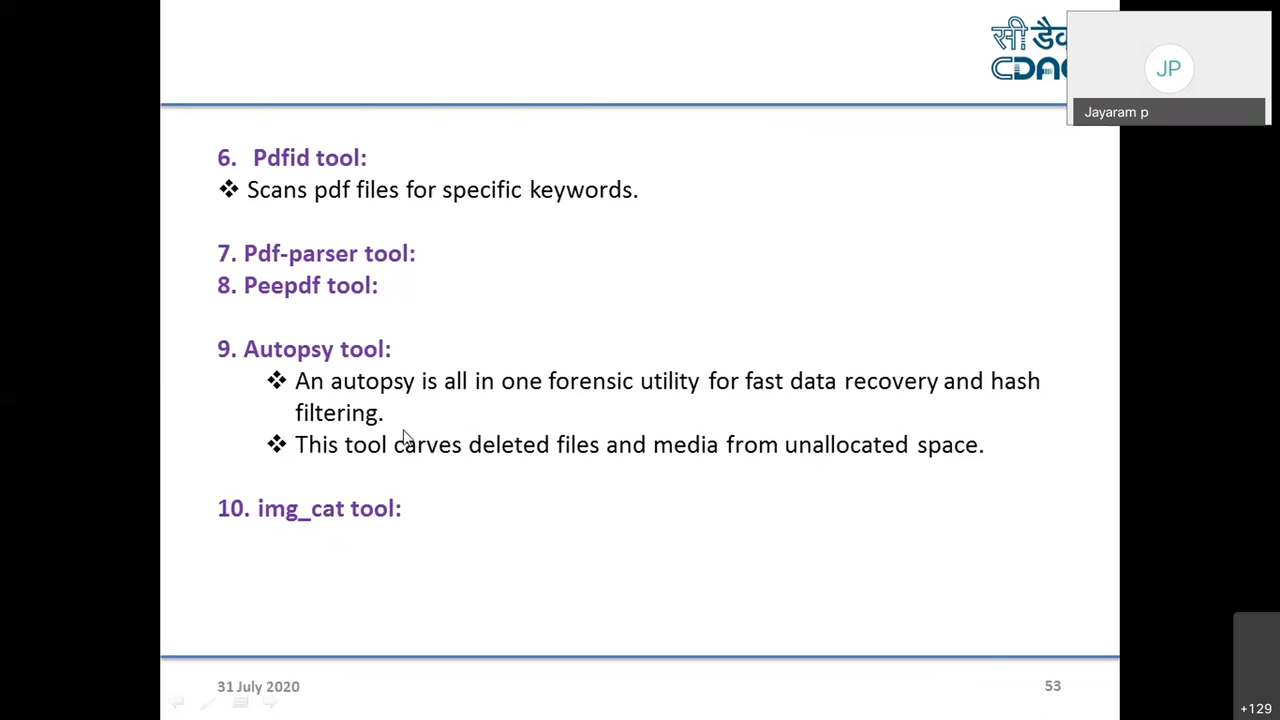 सी डैक
CDAC
JP
Jayaram p
6. Pdfid tool:
❖ Scans pdf files for specific keywords.
7. Pdf-parser tool:
8. Peepdf tool:
9. Autopsy tool:
❖ An autopsy is all in one forensic utility for fast data recovery and hash
filtering.
❖ This tool carves deleted files and media from unallocated space.
10. img_cat tool:
31 July 2020
53
+129